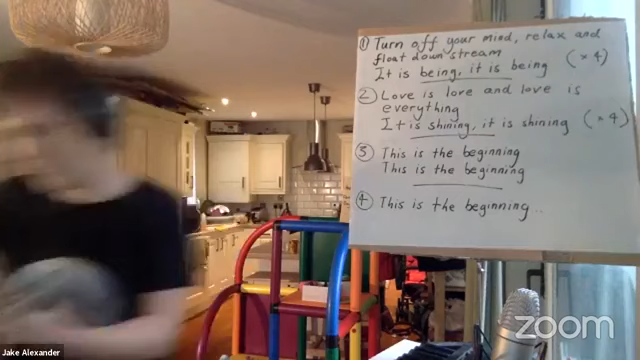 ① Turn off your mind, relax and
float down stream
It is being, it is being (×4)
② Love is love and love is
everything
It is shining, it is shining (×4)
③ This is the beginning
This is the beginning
④ This is the beginning...
Jake Alexander
zoom